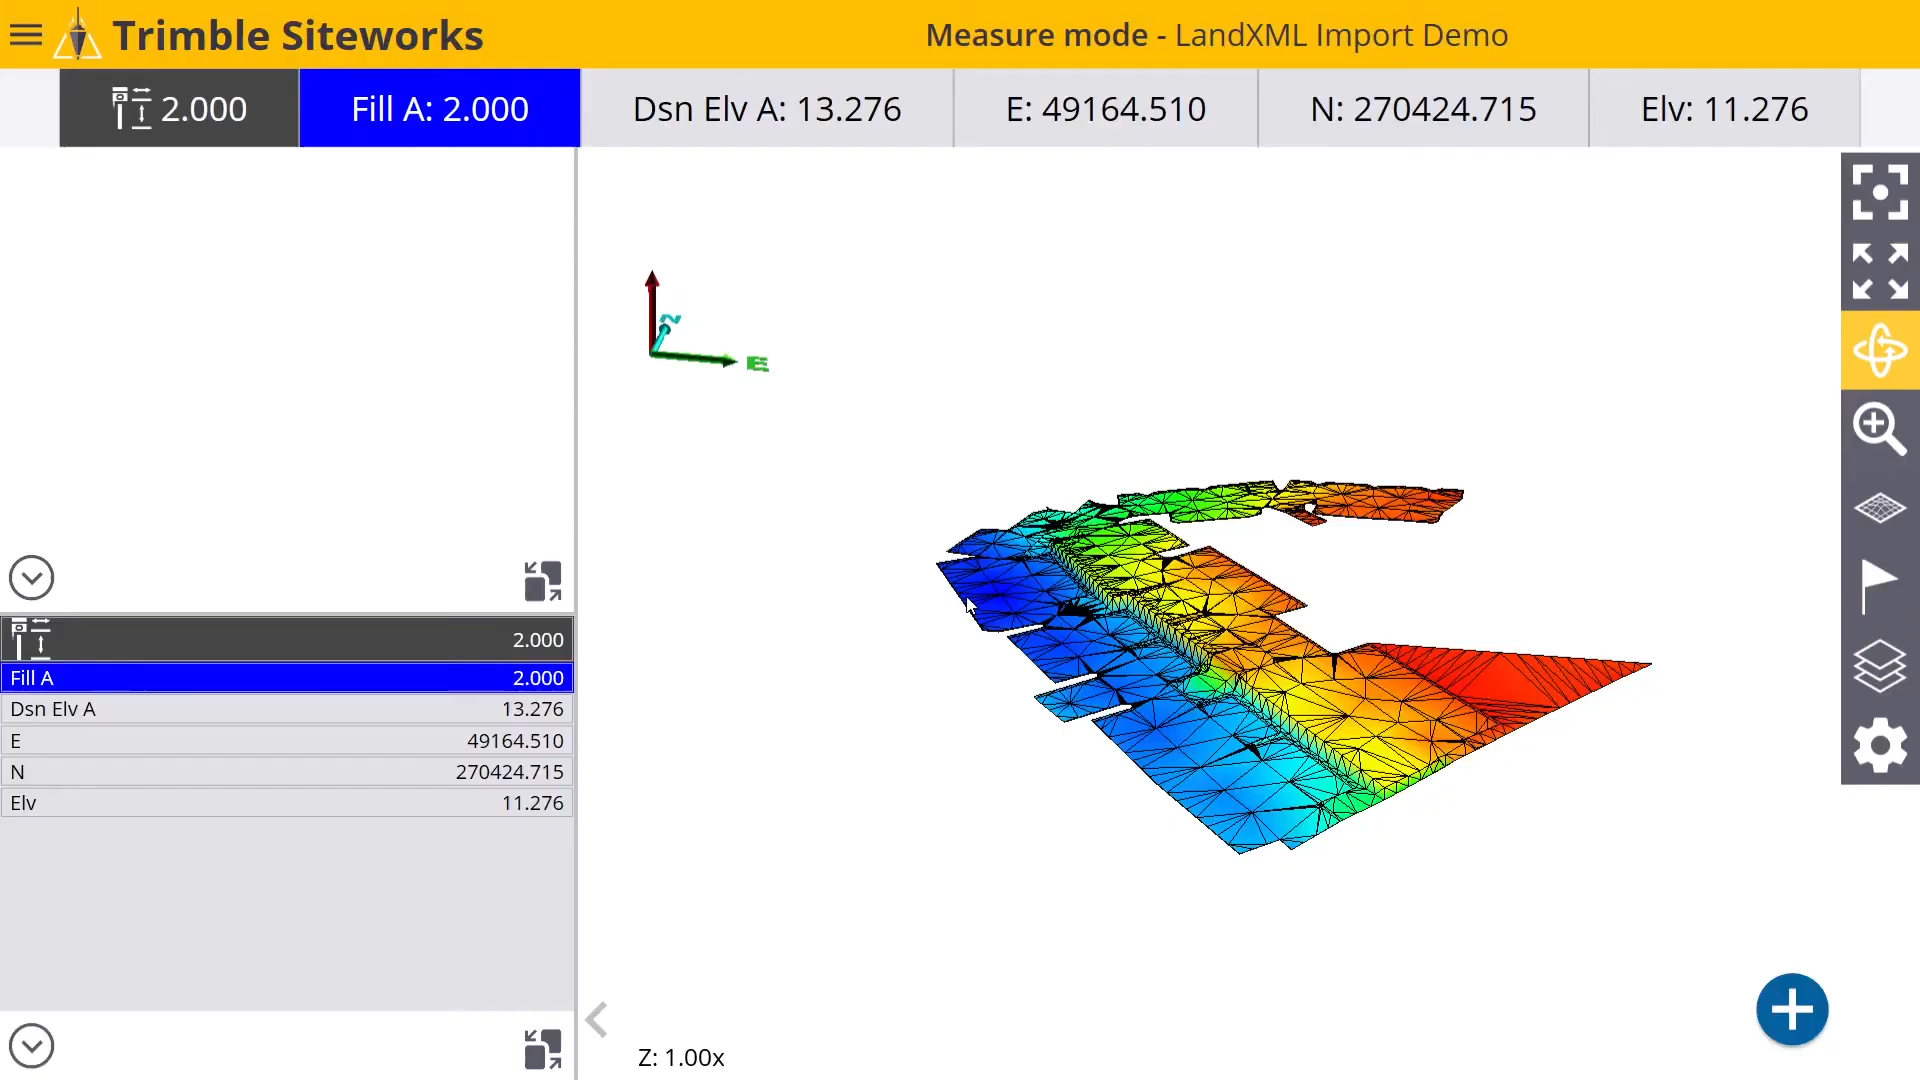 Trimble Siteworks
Measure mode - LandXML Import Demo
2.000
Fill A: 2.000
Dsn Elv A: 13.276
E: 49164.510
N: 270424.715
Elv: 11.276
N
E
2.000
Fill A 2.000
Dsn Elv A 13.276
E 49164.510
N 270424.715
Elv 11.276
Z: 1.00x